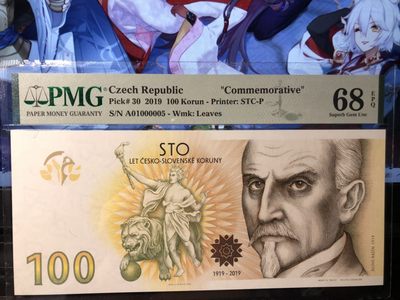 PMG
PAPER MONEY GUARANTY
Czech Republic "Commemorative"
Pick# 30 2019 100 Korun - Printer: STC-P
S/N A01000005 - Wmk: Leaves
68 EPQ
Superb Gem Unc
STO
LET ČESKO-SLOVENSKÉ KORUNY
100
1919 - 2019